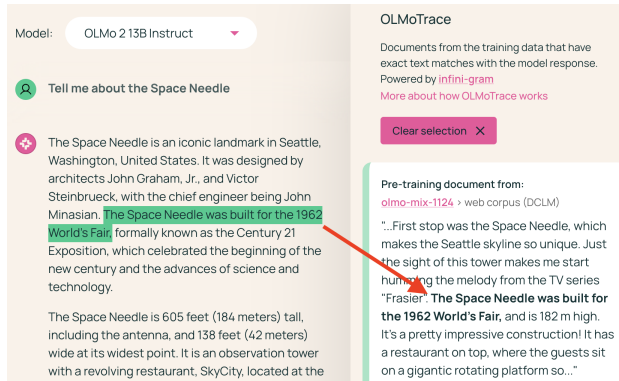 Model: OLMo 2 13B Instruct
Tell me about the Space Needle
The Space Needle is an iconic landmark in Seattle,
Washington, United States. It was designed by
architects John Graham, Jr., and Victor
Steinbrueck, with the chief engineer being John
Minasian. The Space Needle was built for the 1962
World's Fair, formally known as the Century 21
Exposition, which celebrated the beginning of the
new century and the advances of science and
technology.
The Space Needle is 605 feet (184 meters) tall,
including the antenna, and 138 feet (42 meters)
wide at its widest point. It is an observation tower
with a revolving restaurant, SkyCity, located at the
OLMoTrace
Documents from the training data that have
exact text matches with the model response.
Powered by infini-gram
More about how OLMoTrace works
Clear selection ✕
Pre-training document from:
olmo-mix-1124 › web corpus (DCLM)
"...First stop was the Space Needle, which
makes the Seattle skyline so unique. Just
the sight of this tower makes me start
humming the melody from the TV series
"Frasier". The Space Needle was built for
the 1962 World's Fair, and is 182 m high.
It's a pretty impressive construction! It has
a restaurant on top, where the guests sit
on a gigantic rotating platform so..."